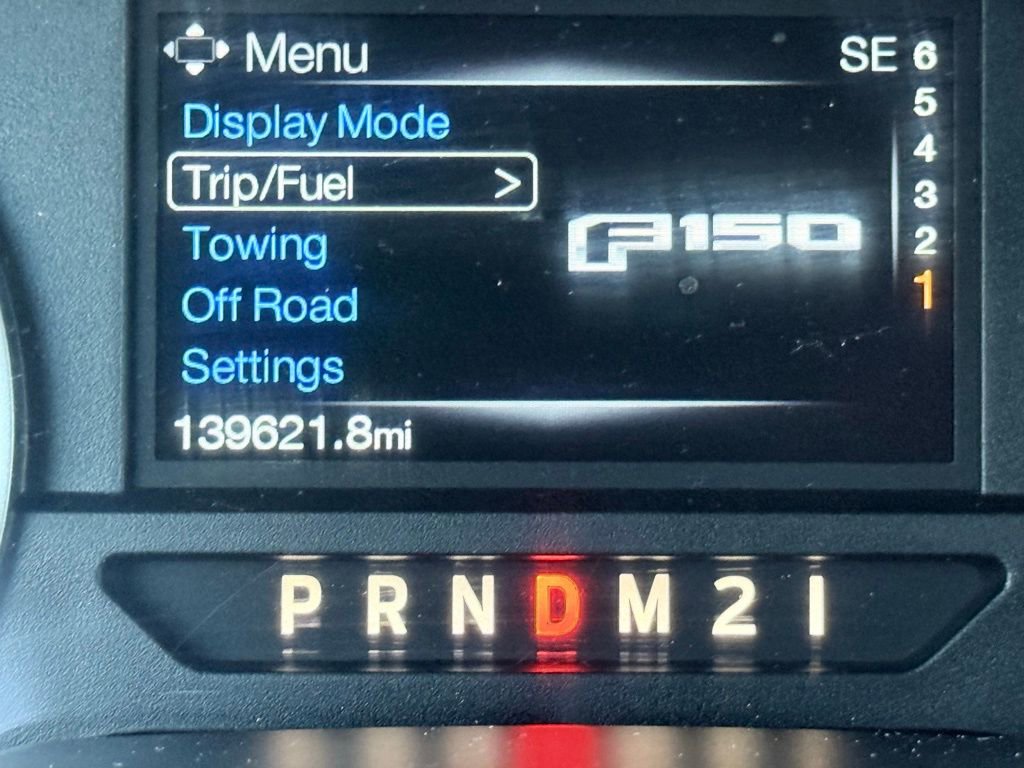 Menu
SE 6
5
4
3
2
1
Display Mode
Trip/Fuel >
Towing
Off Road
Settings
F150
139621.8mi
P R N D M 2 1